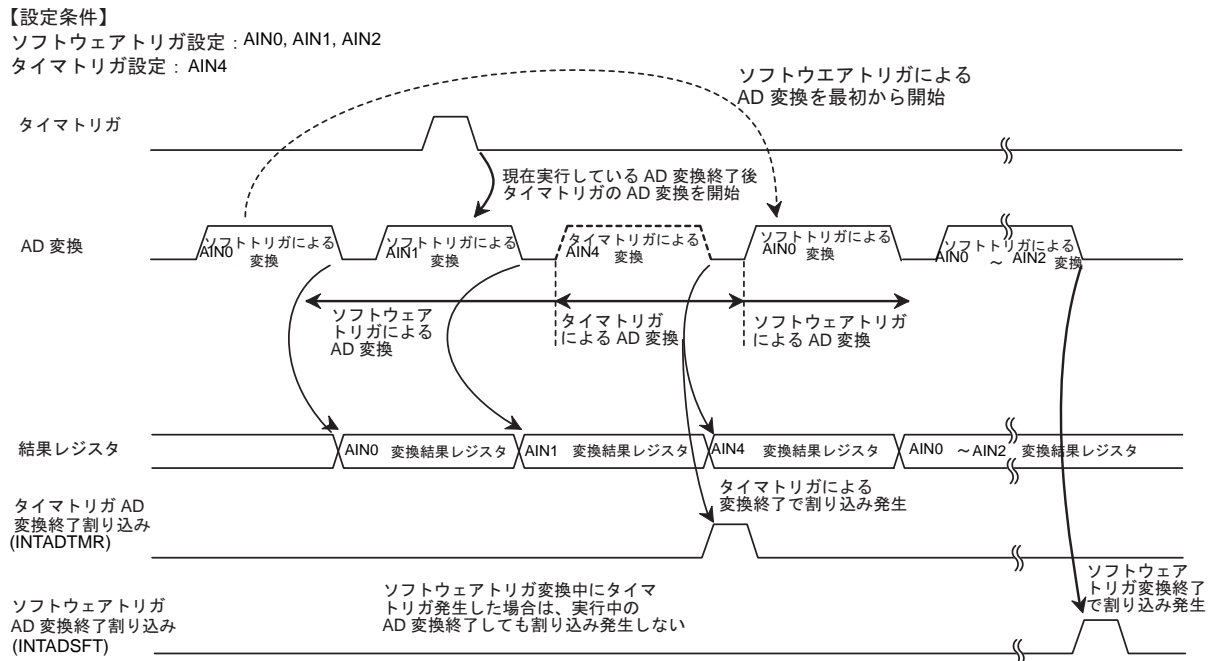 【設定条件】
ソフトウェアトリガ設定：AIN0, AIN1, AIN2
タイマトリガ設定：AIN4
ソフトウエアトリガによる
AD 変換を最初から開始
タイマトリガ
現在実行している AD 変換終了後
タイマトリガの AD 変換を開始
AD 変換
ソフトトリガによる
AIN0 変換
ソフトトリガによる
AIN1 変換
タイマトリガによる
AIN4 変換
ソフトトリガによる
AIN0 変換
ソフトトリガによる
AIN0 ～ AIN2 変換
ソフトウェア
トリガによる
AD 変換
タイマトリガ
による AD 変換
ソフトウェアトリガ
による AD 変換
結果レジスタ
AIN0 変換結果レジスタ
AIN1 変換結果レジスタ
AIN4 変換結果レジスタ
AIN0 ～AIN2 変換結果レジスタ
タイマトリガ AD
変換終了割り込み
(INTADTMR)
タイマトリガによる
変換終了で割り込み発生
ソフトウェアトリガ
AD 変換終了割り込み
(INTADSFT)
ソフトウェアトリガ変換中にタイマ
トリガ発生した場合は、実行中の
AD 変換終了しても割り込み発生しない
ソフトウェア
トリガ変換終了
で割り込み発生